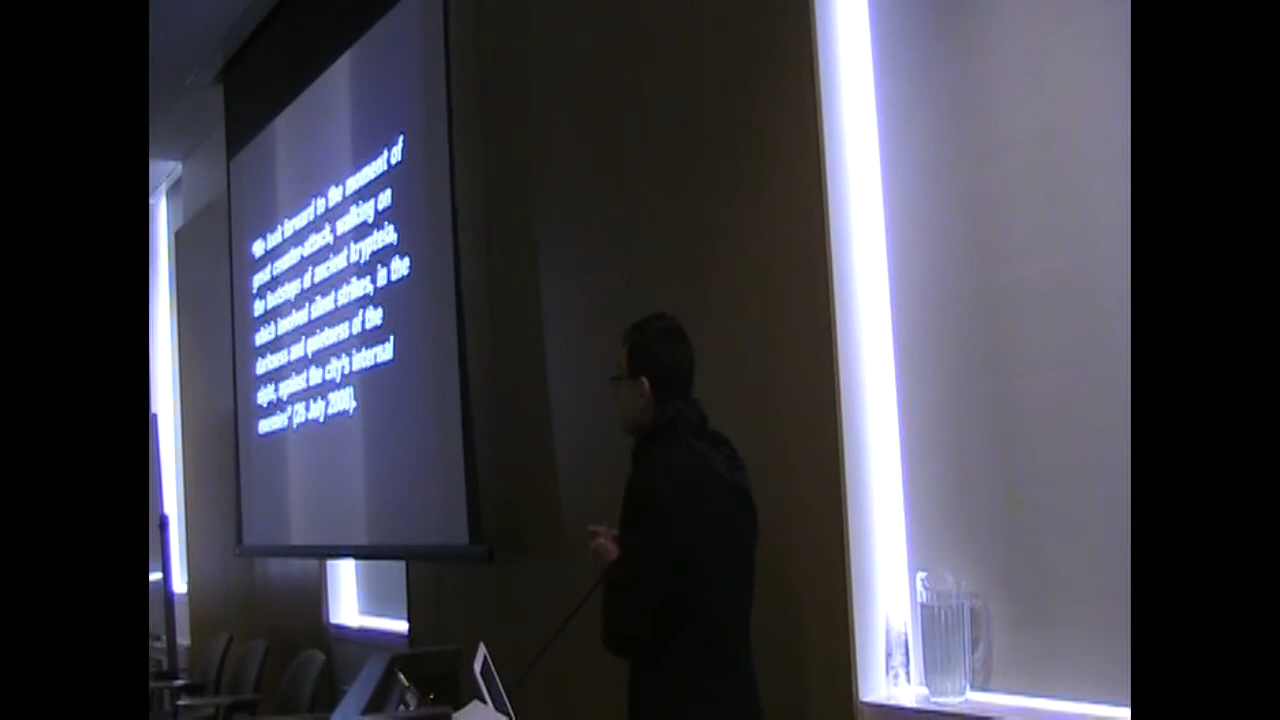 "We look forward to the moment of
great counter-attack, walking on
the footsteps of ancient krypteia,
which involved silent strikes, in the
darkness and quietness of the
night, against the city's internal
enemies" (26 July 2008).